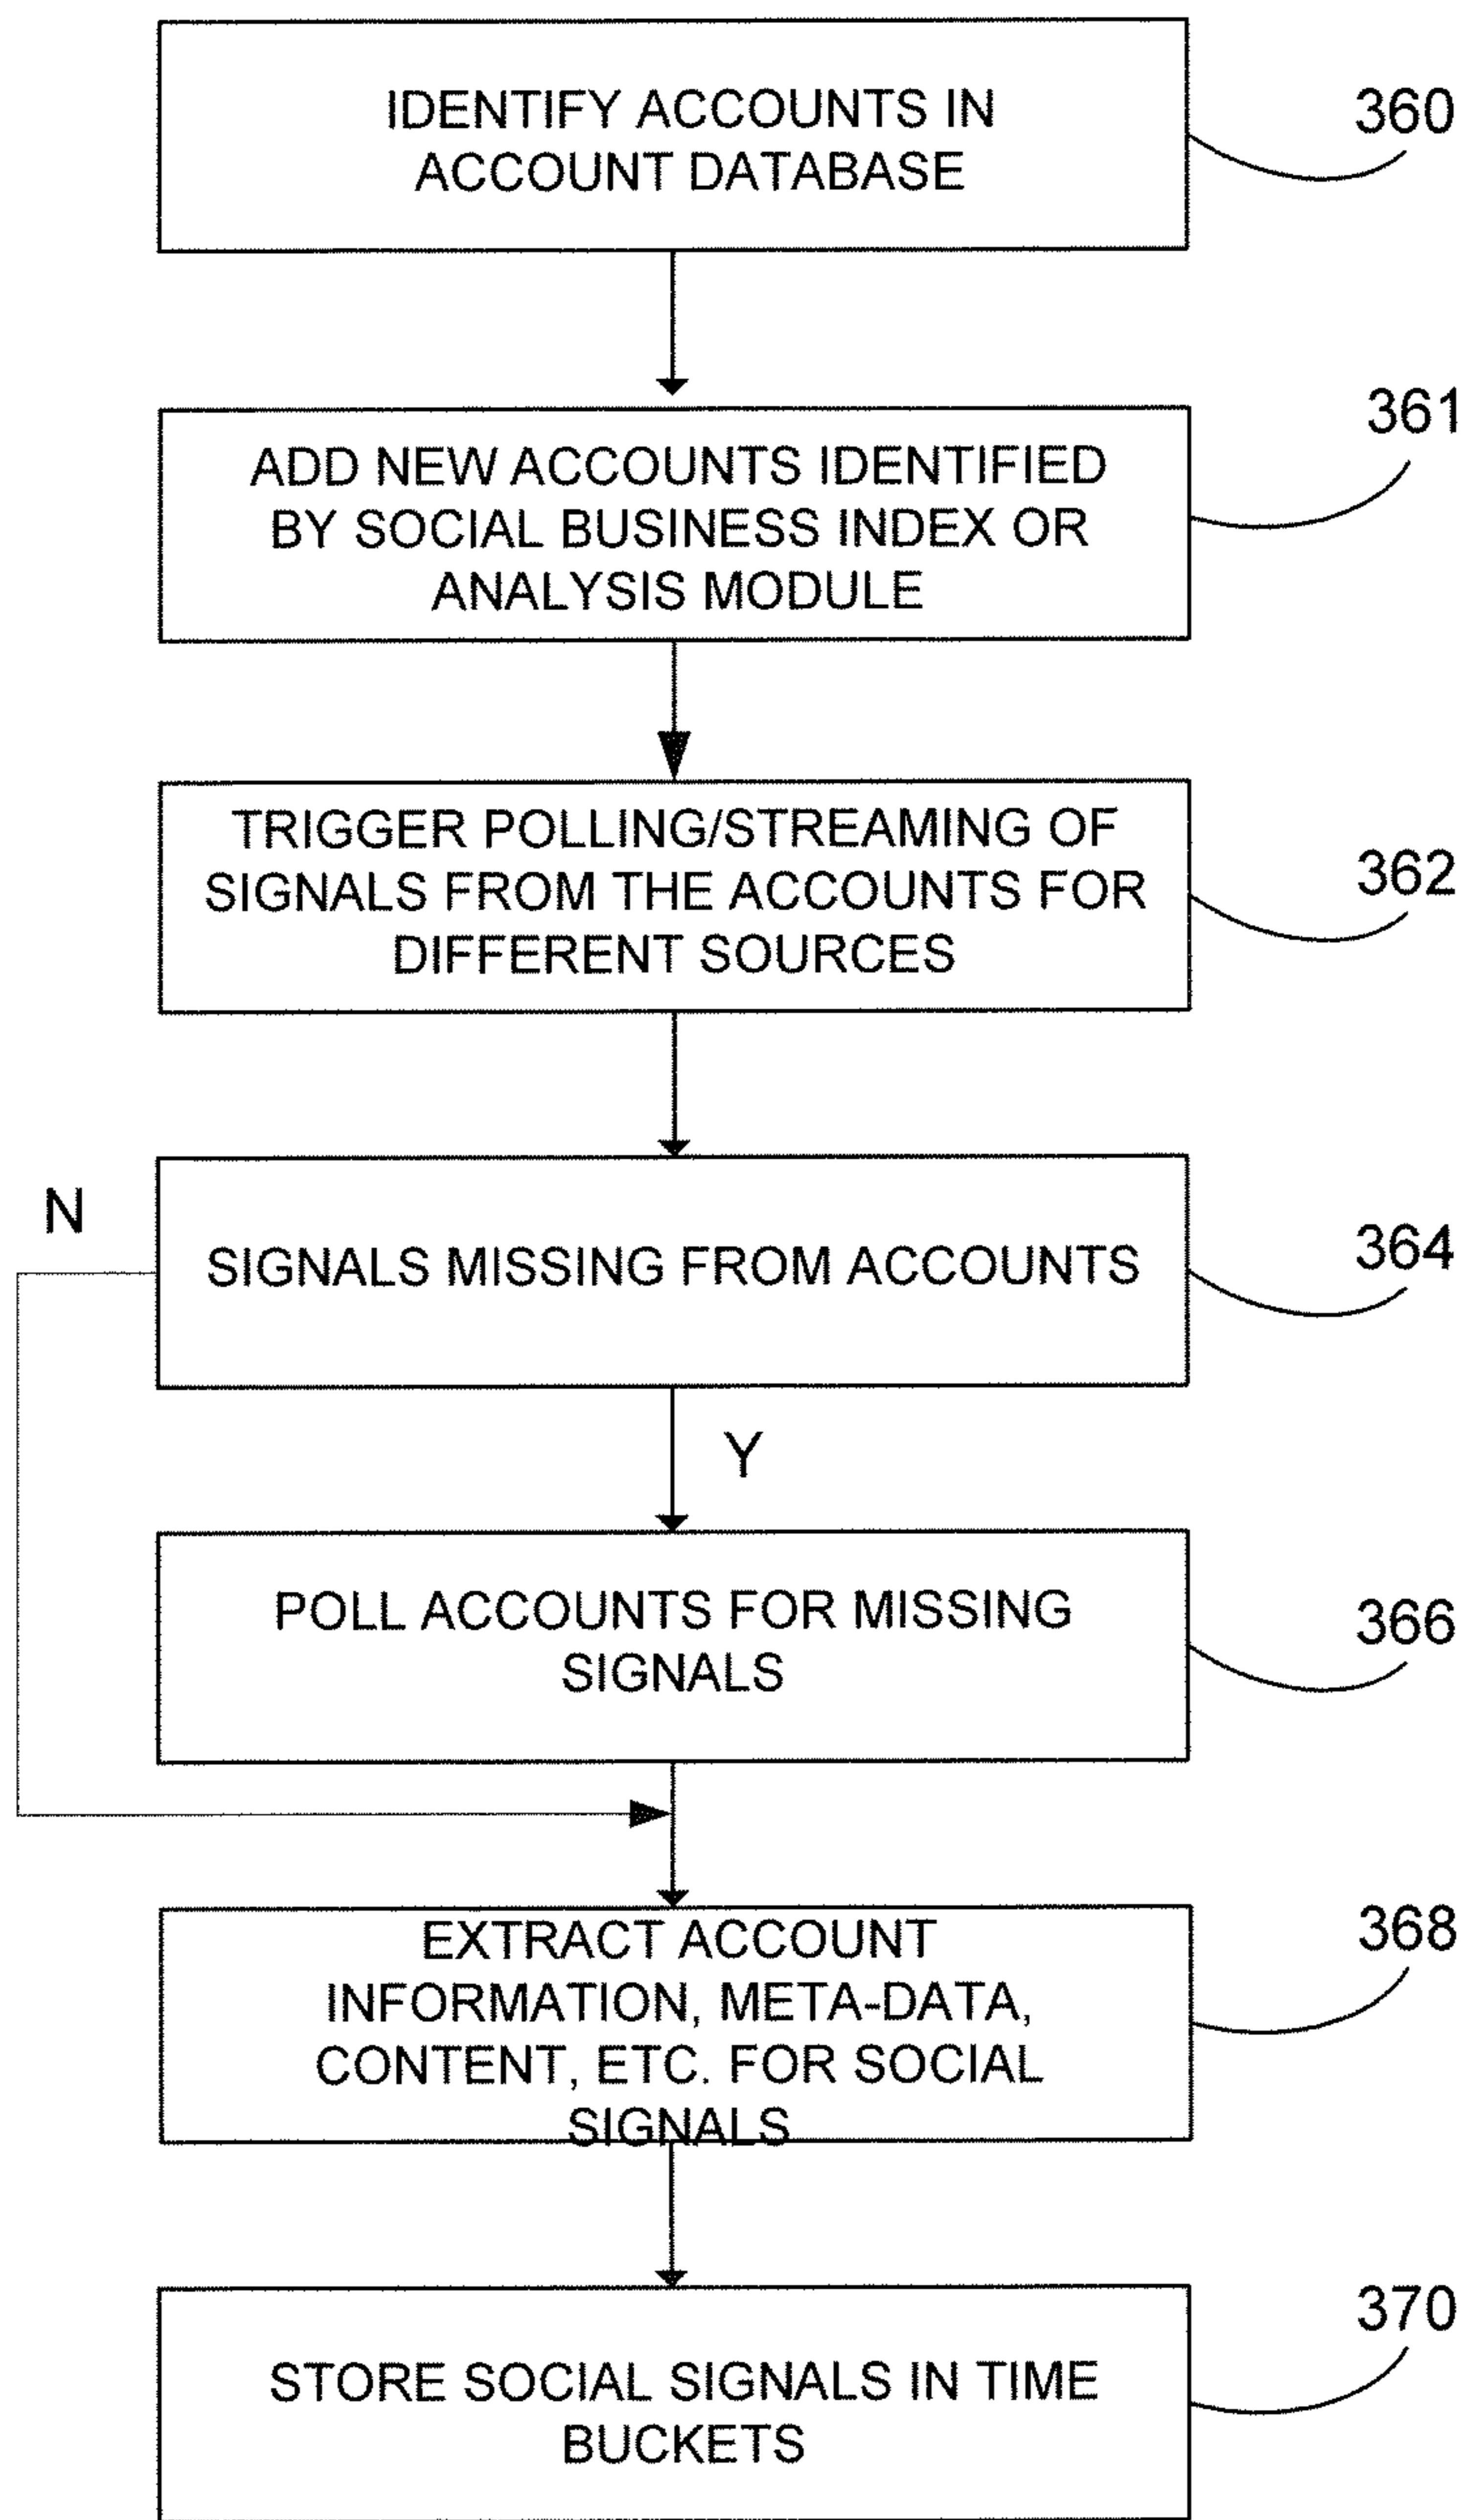 IDENTIFY ACCOUNTS IN
ACCOUNT DATABASE
360
ADD NEW ACCOUNTS IDENTIFIED
BY SOCIAL BUSINESS INDEX OR
ANALYSIS MODULE
361
TRIGGER POLLING/STREAMING OF
SIGNALS FROM THE ACCOUNTS FOR
DIFFERENT SOURCES
362
N
SIGNALS MISSING FROM ACCOUNTS
364
Y
POLL ACCOUNTS FOR MISSING
SIGNALS
366
EXTRACT ACCOUNT
INFORMATION, META-DATA,
CONTENT, ETC. FOR SOCIAL
SIGNALS
368
STORE SOCIAL SIGNALS IN TIME
BUCKETS
370